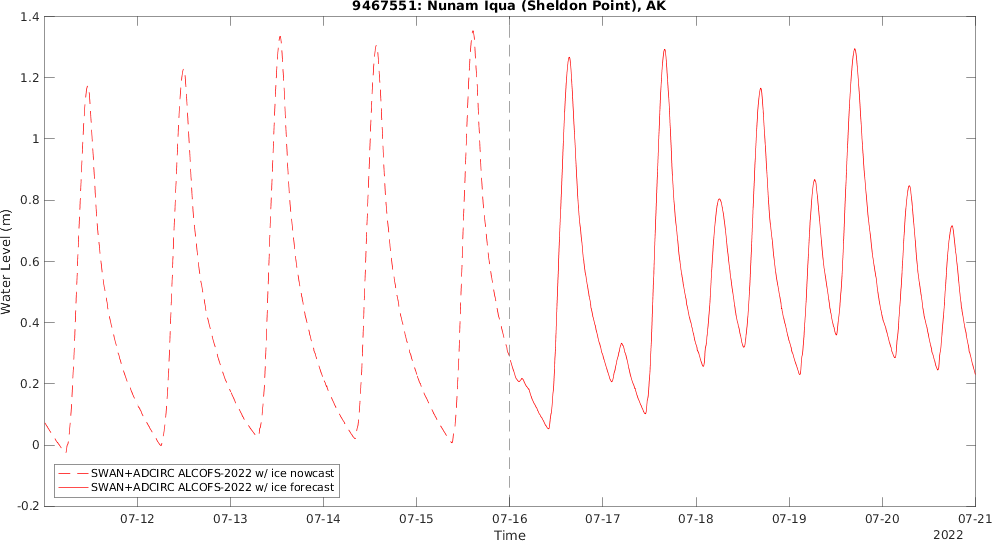 9467551: Nunam Iqua (Sheldon Point), AK
1.4
1.2
1
0.8
0.6
0.4
0.2
0
-0.2
Water Level (m)
SWAN+ADCIRC ALCOFS-2022 w/ ice nowcast
SWAN+ADCIRC ALCOFS-2022 w/ ice forecast
07-12 07-13 07-14 07-15 07-16 07-17 07-18 07-19 07-20 07-21
Time
2022